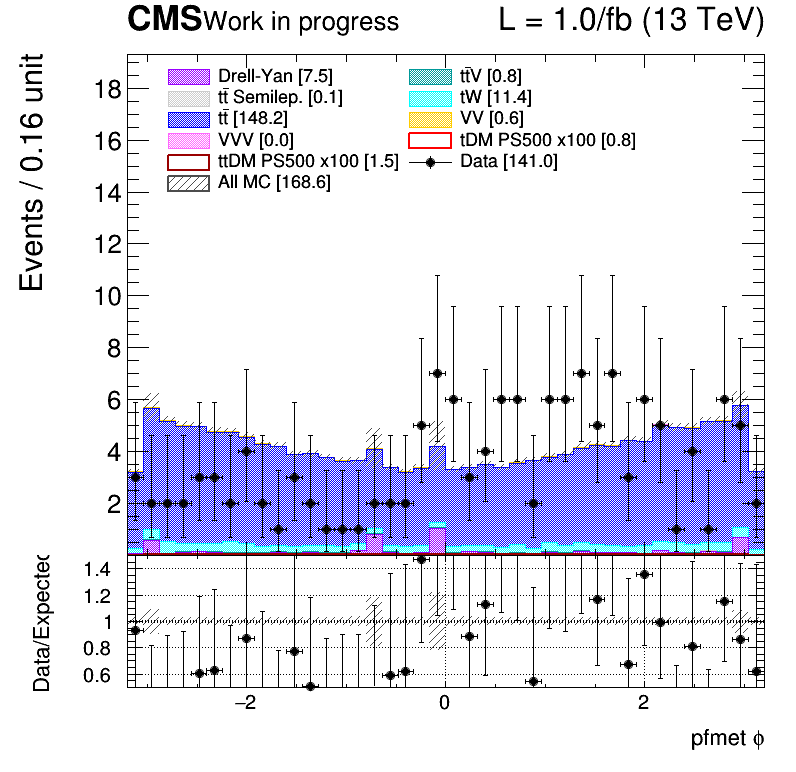 CMS Work in progress L = 1.0/fb (13 TeV)
Events / 0.16 unit
18
16
14
12
10
8
6
4
2
Drell-Yan [7.5]
tt̄ Semilep. [0.1]
tt̄ [148.2]
VVV [0.0]
ttDM PS500 x100 [1.5]
All MC [168.6]
tt̄V [0.8]
tW [11.4]
VV [0.6]
tDM PS500 x100 [0.8]
Data [141.0]
Data/Expected
1.4
1.2
1
0.8
0.6
−2 0 2
pfmet ϕ